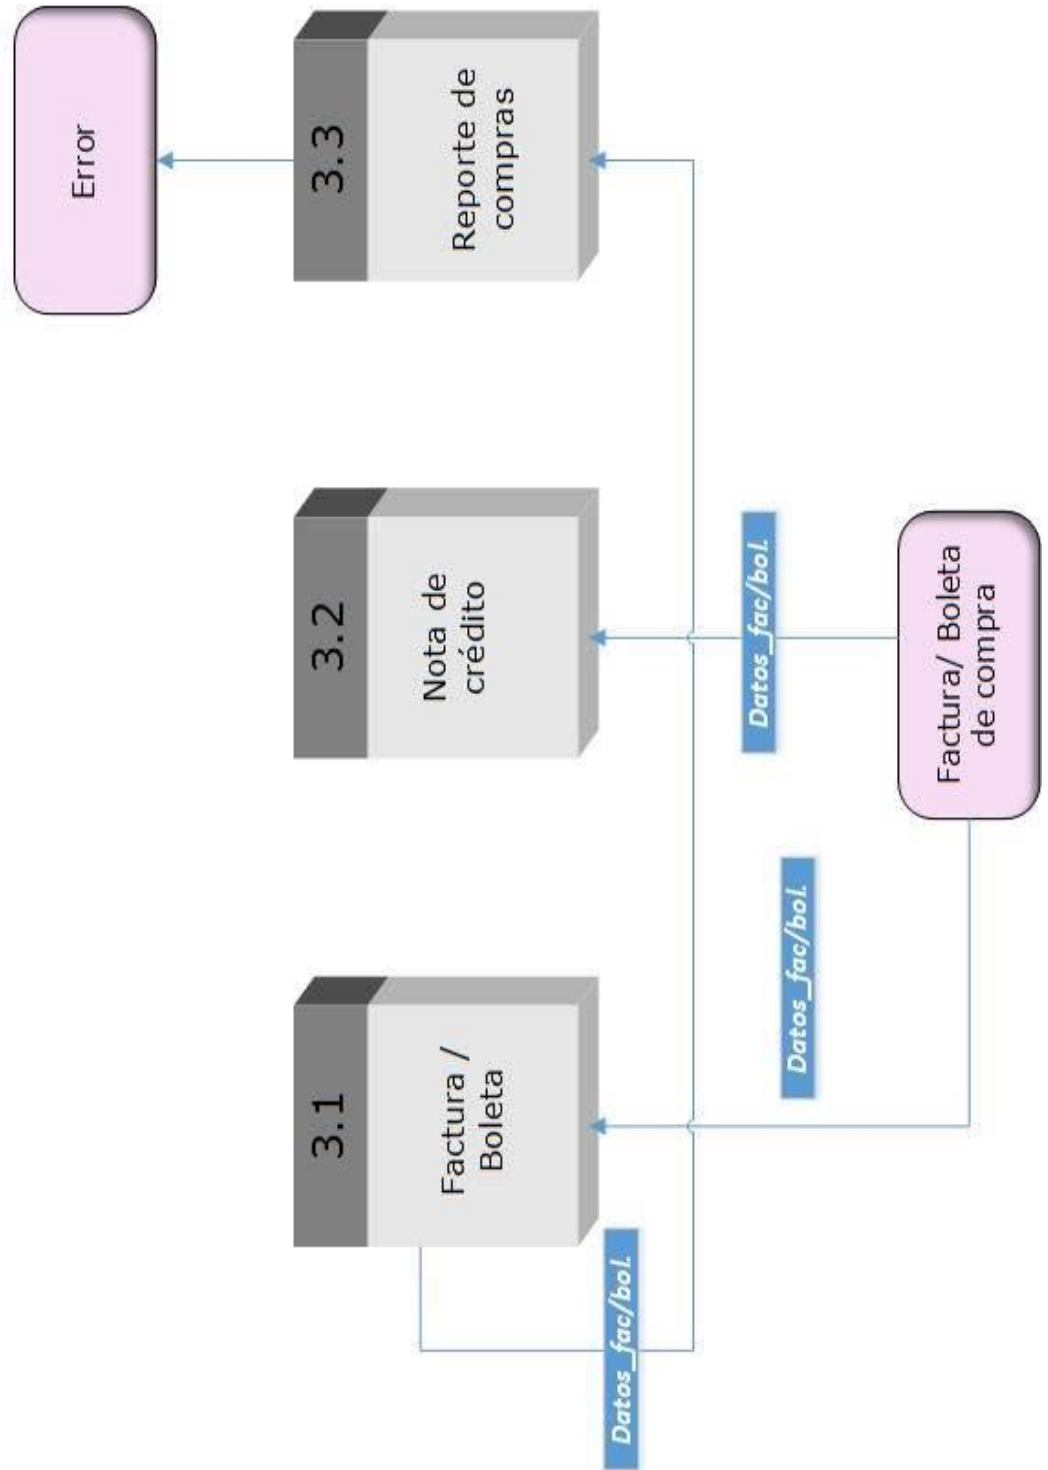 Error
3.3
Reporte de
compras
3.2
Nota de
crédito
3.1
Factura /
Boleta
Datos_fac/bol.
Datos_fac/bol.
Datos_fac/bol.
Factura/ Boleta
de compra